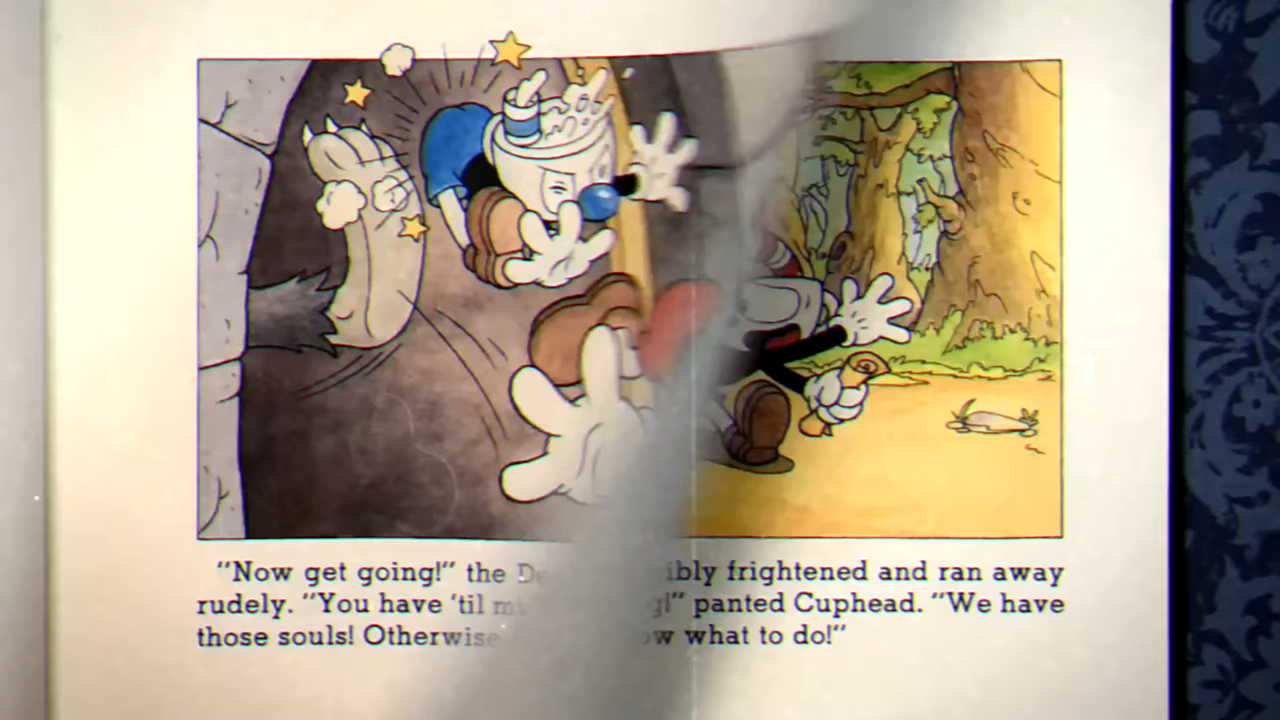 “Now get going!” the ibly frightened and ran away
rudely. “You have ‘til panted Cuphead. “We have
those souls! Otherwise what to do!”